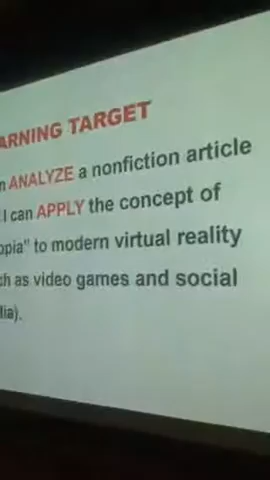 ARNING TARGET
n ANALYZE a nonfiction article
I can APPLY the concept of
opia" to modern virtual reality
ch as video games and social
lia).